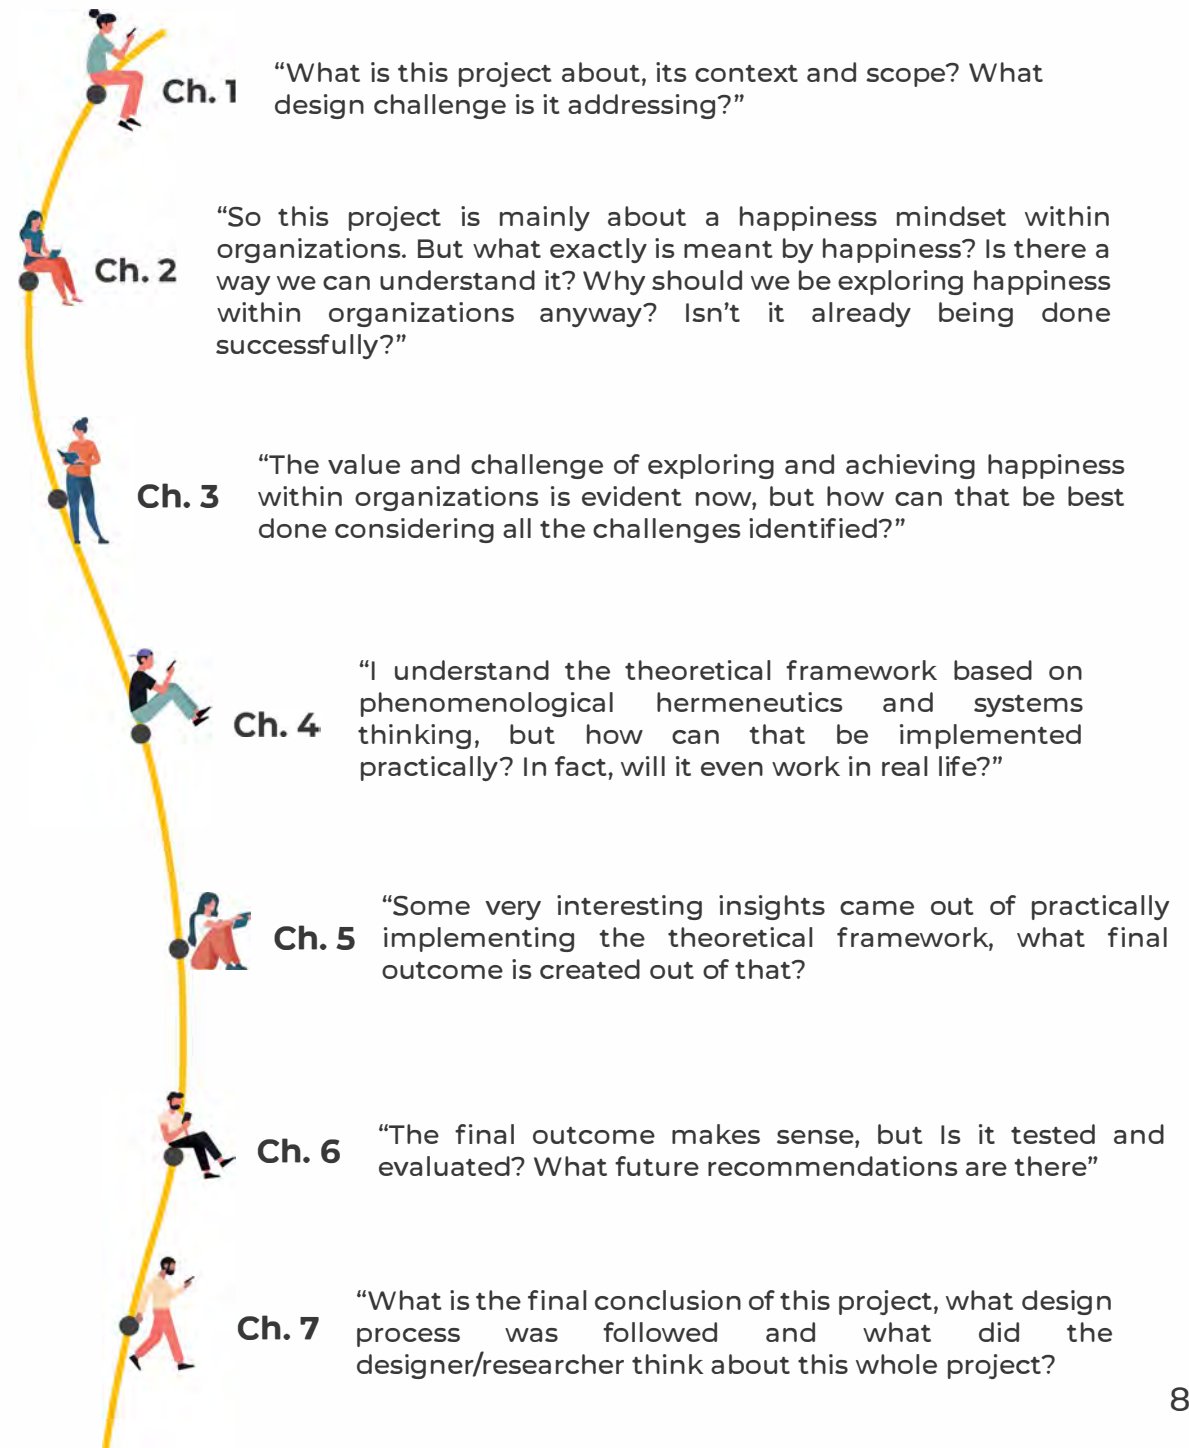 Ch. 1
“What is this project about, its context and scope? What
design challenge is it addressing?”
Ch. 2
“So this project is mainly about a happiness mindset within
organizations. But what exactly is meant by happiness? Is there a
way we can understand it? Why should we be exploring happiness
within organizations anyway? Isn’t it already being done
successfully?”
Ch. 3
“The value and challenge of exploring and achieving happiness
within organizations is evident now, but how can that be best
done considering all the challenges identified?”
Ch. 4
“I understand the theoretical framework based on
phenomenological hermeneutics and systems
thinking, but how can that be implemented
practically? In fact, will it even work in real life?”
Ch. 5
“Some very interesting insights came out of practically
implementing the theoretical framework, what final
outcome is created out of that?
Ch. 6
“The final outcome makes sense, but Is it tested and
evaluated? What future recommendations are there”
Ch. 7
“What is the final conclusion of this project, what design
process was followed and what did the
designer/researcher think about this whole project?
8